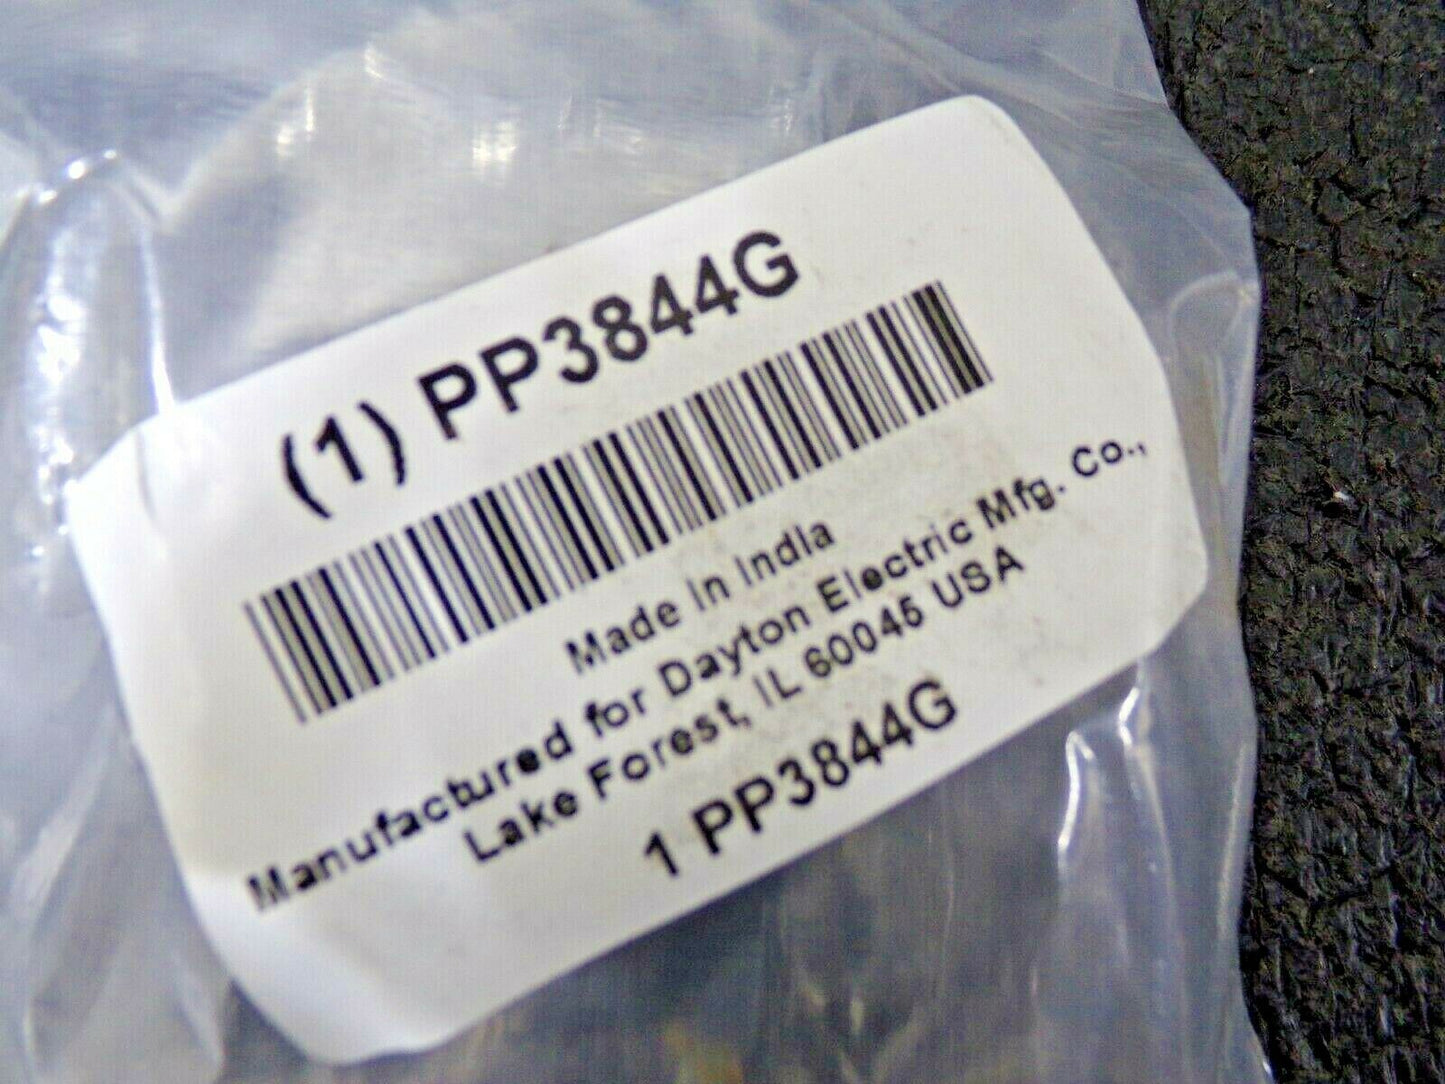 (1) PP3844G
Made In India
Manufactured for Dayton Electric Mfg. Co.,
Lake Forest, IL 60045 USA
1 PP3844G